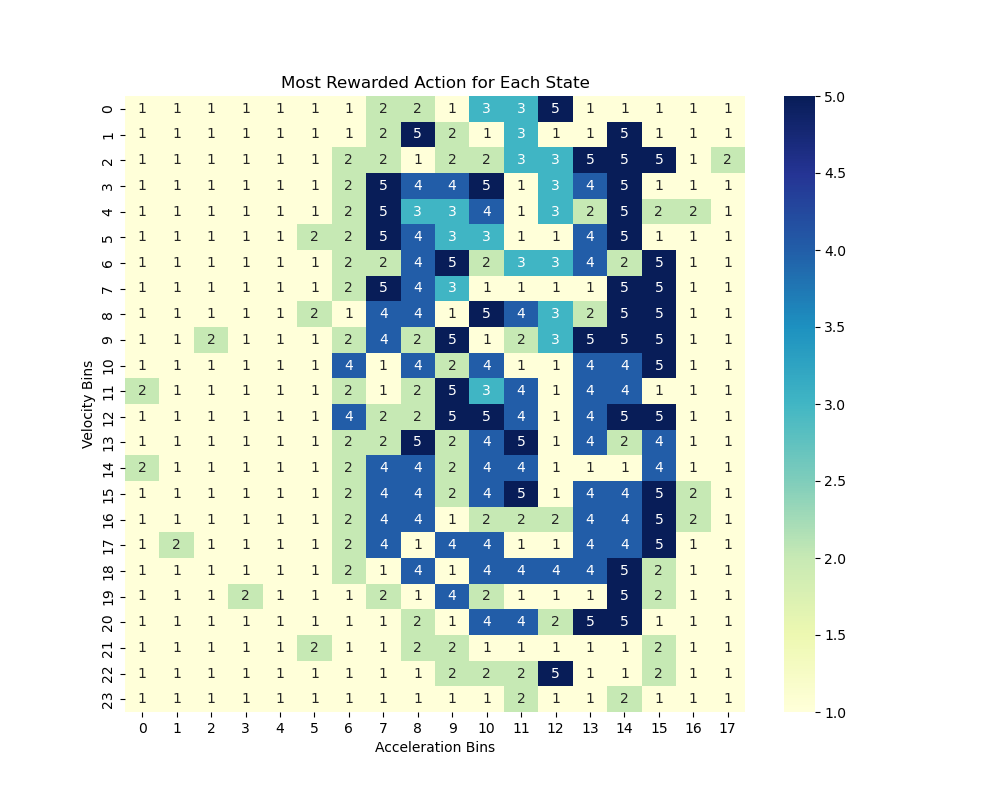 Most Rewarded Action for Each State
0 1 1 1 1 1 1 1 2 2 1 3 3 5 1 1 1 1 1
1 1 1 1 1 1 1 1 2 5 2 1 3 1 1 5 1 1 1
2 1 1 1 1 1 1 2 2 1 2 2 3 3 5 5 5 1 2
3 1 1 1 1 1 1 2 5 4 4 5 1 3 4 5 1 1 1
4 1 1 1 1 1 1 2 5 3 3 4 1 3 2 5 2 2 1
5 1 1 1 1 1 2 2 5 4 3 3 1 1 4 5 1 1 1
6 1 1 1 1 1 1 2 2 4 5 2 3 3 4 2 5 1 1
7 1 1 1 1 1 1 2 5 4 3 1 1 1 1 5 5 1 1
8 1 1 1 1 1 2 1 4 4 1 5 4 3 2 5 5 1 1
9 1 1 2 1 1 1 2 4 2 5 1 2 3 5 5 5 1 1
10 1 1 1 1 1 1 4 1 4 2 4 1 1 4 4 5 1 1
11 2 1 1 1 1 1 2 1 2 5 3 4 1 4 4 1 1 1
12 1 1 1 1 1 1 4 2 2 5 5 4 1 4 5 5 1 1
13 1 1 1 1 1 1 2 2 5 2 4 5 1 4 2 4 1 1
14 2 1 1 1 1 1 2 4 4 2 4 4 1 1 1 4 1 1
15 1 1 1 1 1 1 2 4 4 2 4 5 1 4 4 5 2 1
16 1 1 1 1 1 1 2 4 4 1 2 2 2 4 4 5 2 1
17 1 2 1 1 1 1 2 4 1 4 4 1 1 4 4 5 1 1
18 1 1 1 1 1 1 2 1 4 1 4 4 4 4 5 2 1 1
19 1 1 1 2 1 1 1 2 1 4 2 1 1 1 5 2 1 1
20 1 1 1 1 1 1 1 1 2 1 4 4 2 5 5 1 1 1
21 1 1 1 1 1 2 1 1 2 2 1 1 1 1 1 2 1 1
22 1 1 1 1 1 1 1 1 1 2 2 2 5 1 1 2 1 1
23 1 1 1 1 1 1 1 1 1 1 1 2 1 1 2 1 1 1
0 1 2 3 4 5 6 7 8 9 10 11 12 13 14 15 16 17
Acceleration Bins
Velocity Bins
5.0
4.5
4.0
3.5
3.0
2.5
2.0
1.5
1.0